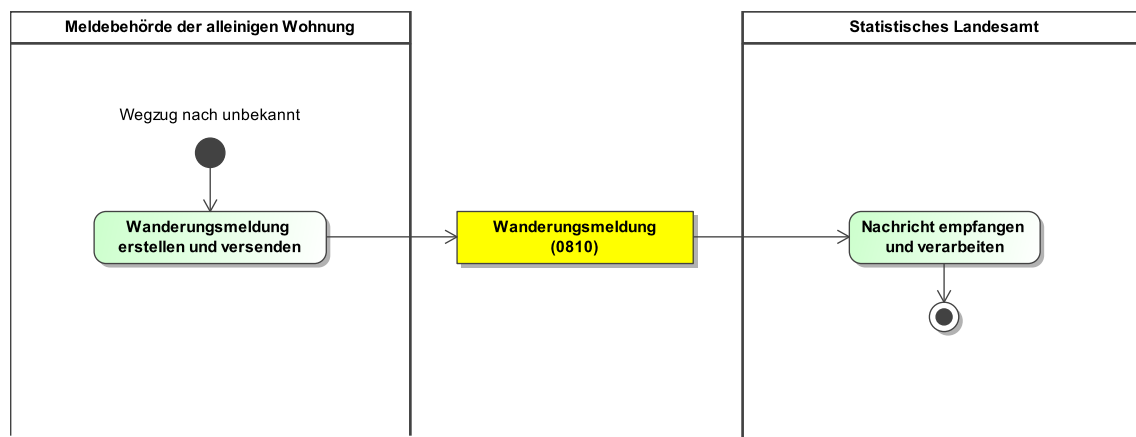 Meldebehörde der alleinigen Wohnung
Statistisches Landesamt
Wegzug nach unbekannt
Wanderungsmeldung
erstellen und versenden
Wanderungsmeldung
(0810)
Nachricht empfangen
und verarbeiten